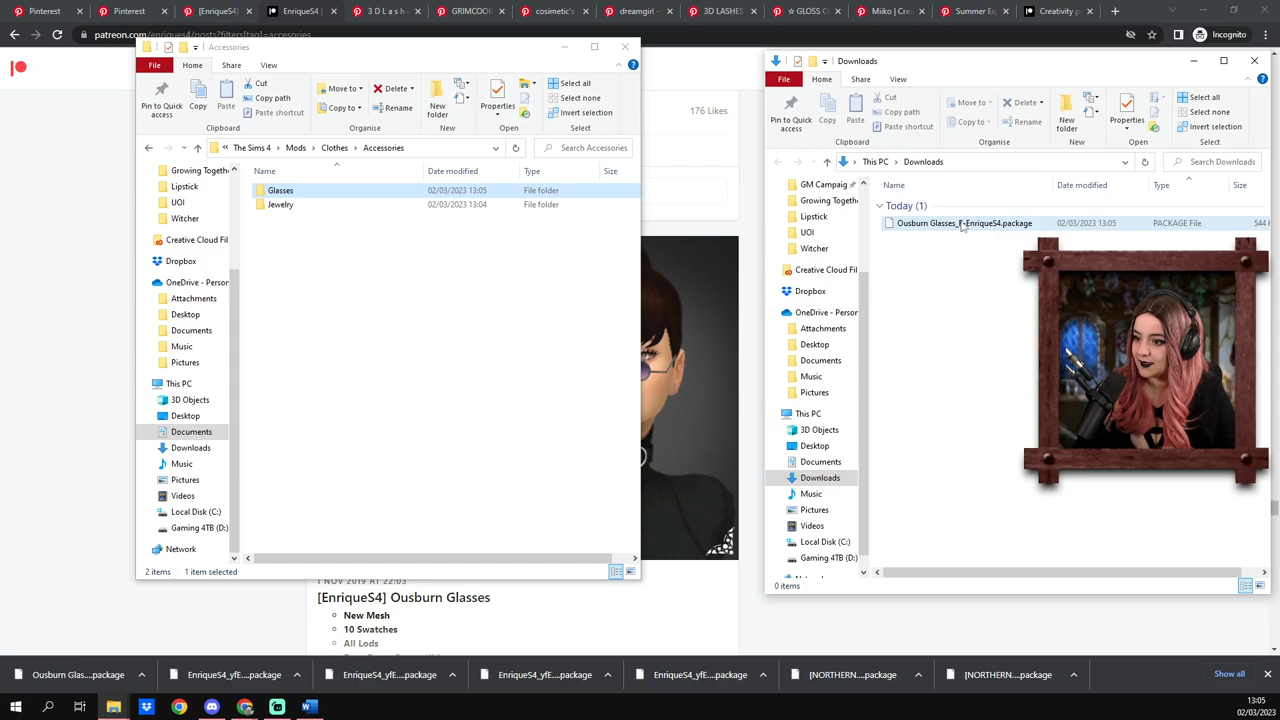 Pinterest
Pinterest
[EnriqueS4]
EnriqueS4 |
3 D L a s h
GRIMCOOK
cosmetic's
dreamgirl -
3D LASHES
☆ GLOSS C
Miiko | Crea
Summer Eg
Creativity p
patreon.com/enriques4/posts?filters[tag]=accesories
Incognito
176 Likes
Accessories
File
Home
Share
View
Pin to Quick access
Copy
Paste
Cut
Copy path
Paste shortcut
Clipboard
Move to
Copy to
Delete
Rename
Organise
New folder
New
Properties
Open
Select all
Select none
Invert selection
Select
« The Sims 4 > Mods > Clothes > Accessories
Search Accessories
Name
Date modified
Type
Size
Glasses 02/03/2023 13:05 File folder
Jewelry 02/03/2023 13:04 File folder
Growing Togeth
Lipstick
UOI
Witcher
Creative Cloud Fil
Dropbox
OneDrive - Person
Attachments
Desktop
Documents
Music
Pictures
This PC
3D Objects
Desktop
Documents
Downloads
Music
Pictures
Videos
Local Disk (C:)
Gaming 4TB (D:)
Network
2 items 1 item selected
Downloads
File
Home
Share
View
Pin to Quick access
Copy
Paste
Cut
Copy path
Paste shortcut
Clipboard
Move to
Copy to
Delete
Rename
Organise
New folder
New
Properties
Open
Select all
Select none
Invert selection
Select
This PC > Downloads
Search Downloads
Name
Date modified
Type
Size
Today (1)
02/03/2023 13:05 PACKAGE File 544 K
GM Campaig
Growing Togethe
Lipstick
UOI
Witcher
Creative Cloud Fil
Dropbox
OneDrive - Person
Attachments
Desktop
Documents
Music
Pictures
This PC
3D Objects
Desktop
Documents
Downloads
Music
Pictures
Videos
Local Disk (C:)
Gaming 4TB (D:)
0 items
1 NOV 2019 AT 22:03
[EnriqueS4] Ousburn Glasses
New Mesh
10 Swatches
All Lods
Ousburn Glas....package
EnriqueS4_yfE....package
EnriqueS4_yfE....package
EnriqueS4_yfE....package
EnriqueS4_yfE....package
[NORTHERN....package
[NORTHERN....package
Show all
13:05
02/03/2023